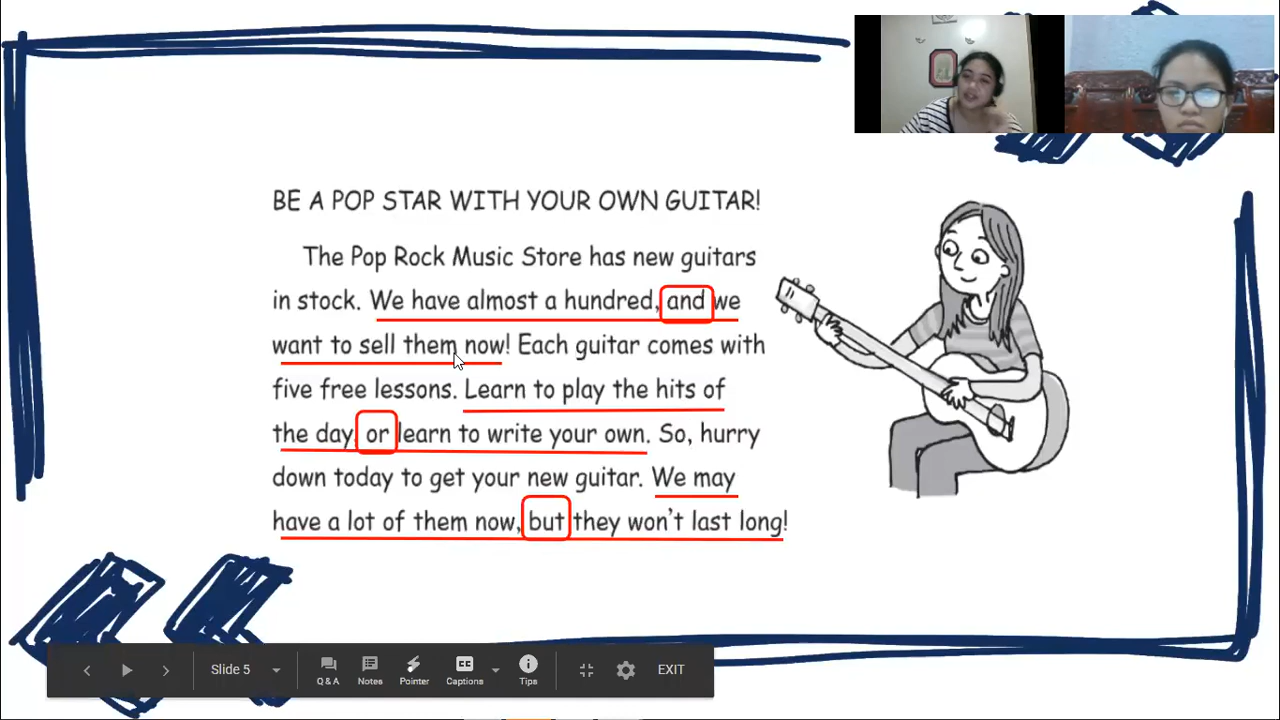 BE A POP STAR WITH YOUR OWN GUITAR!
The Pop Rock Music Store has new guitars
in stock. We have almost a hundred, and we
want to sell them now! Each guitar comes with
five free lessons. Learn to play the hits of
the day, or learn to write your own. So, hurry
down today to get your new guitar. We may
have a lot of them now, but they won't last long!
Slide 5
Q & A
Notes
Pointer
CC
Captions
Tips
EXIT